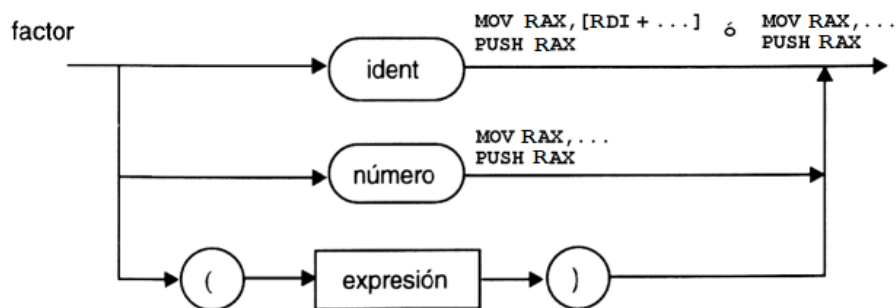 factor
MOV RAX,[RDI + ...] ó MOV RAX,...
PUSH RAX PUSH RAX
ident
MOV RAX,...
PUSH RAX
número
( expresión )